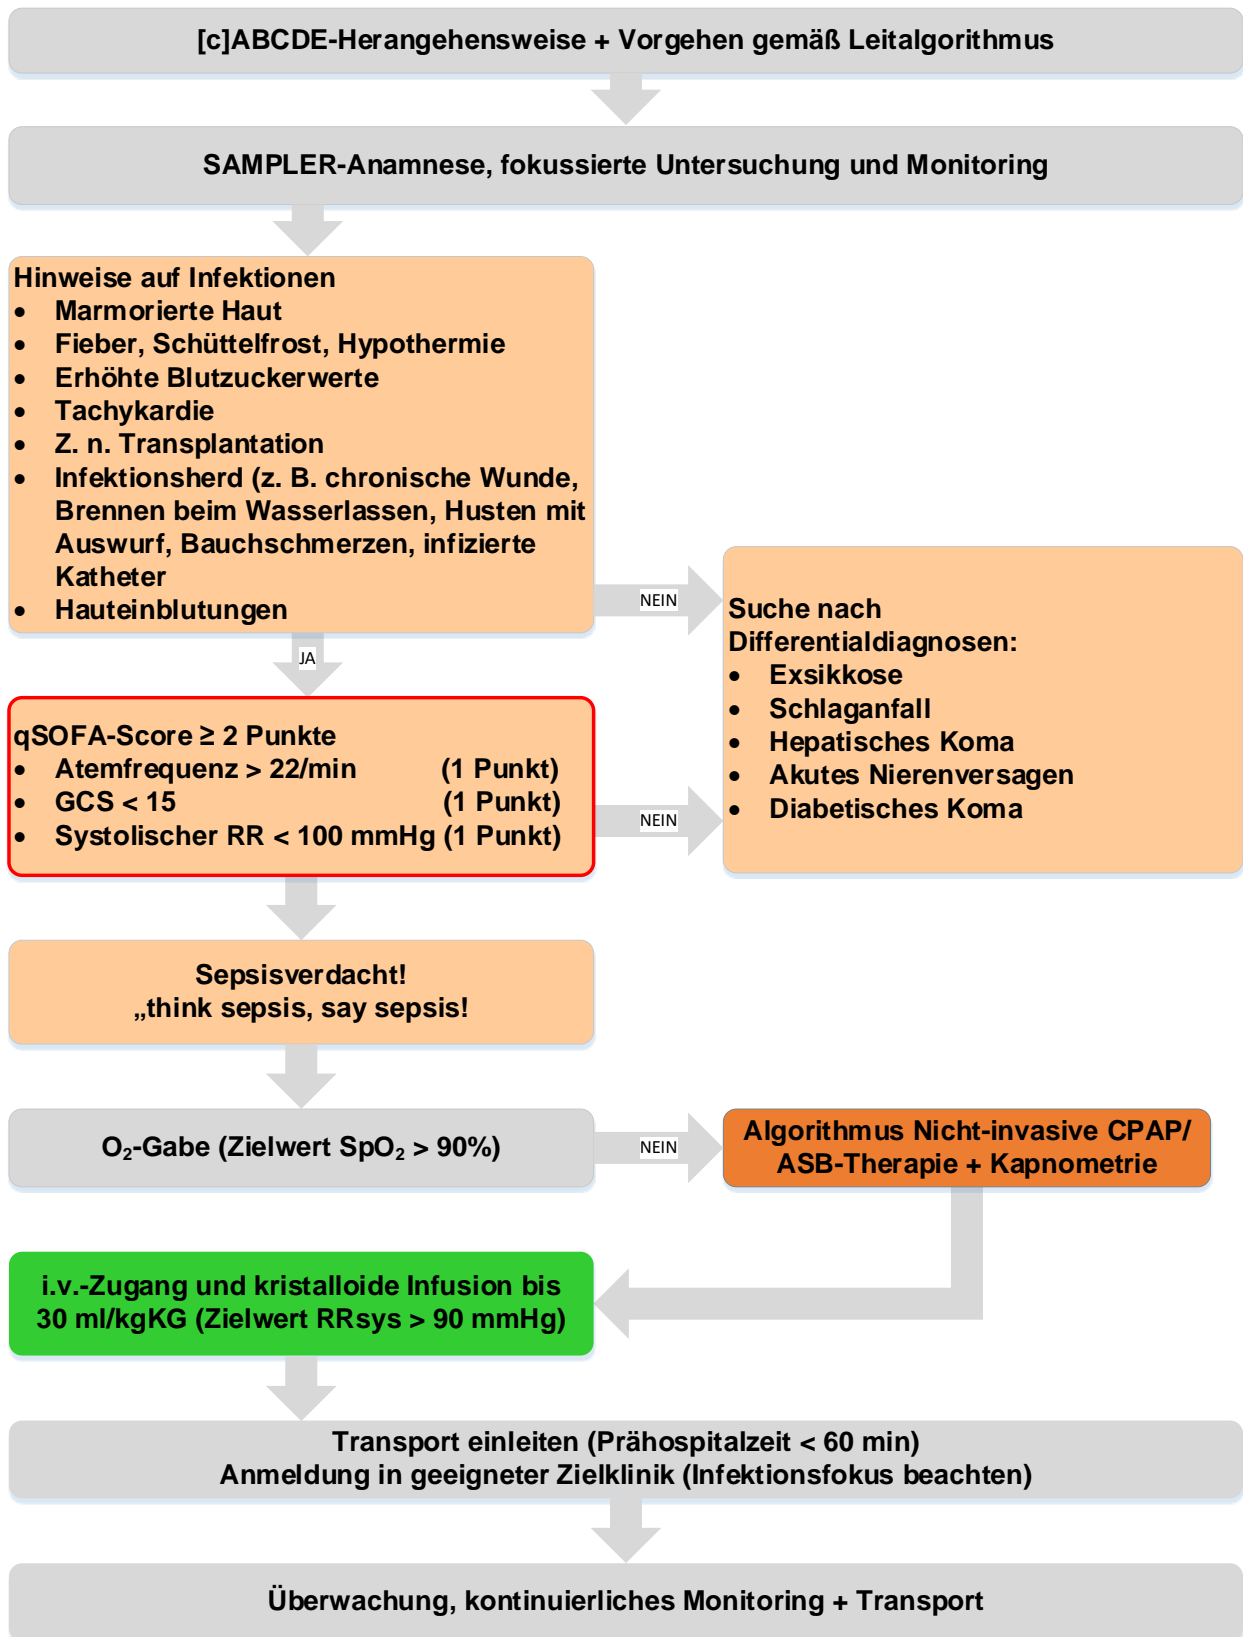 [c]ABCDE-Herangehensweise + Vorgehen gemäß Leitalgorithmus
SAMPLER-Anamnese, fokussierte Untersuchung und Monitoring
Hinweise auf Infektionen
• Marmorierte Haut
• Fieber, Schüttelfrost, Hypothermie
• Erhöhte Blutzuckerwerte
• Tachykardie
• Z. n. Transplantation
• Infektionsherd (z. B. chronische Wunde,
Brennen beim Wasserlassen, Husten mit
Auswurf, Bauchschmerzen, infizierte
Katheter
• Hauteinblutungen
NEIN
Suche nach
Differentialdiagnosen:
• Exsikkose
• Schlaganfall
• Hepatisches Koma
• Akutes Nierenversagen
• Diabetisches Koma
JA
qSOFA-Score ≥ 2 Punkte
• Atemfrequenz > 22/min (1 Punkt)
• GCS < 15 (1 Punkt)
• Systolischer RR < 100 mmHg (1 Punkt)
NEIN
Sepsisverdacht!
„think sepsis, say sepsis!
O₂-Gabe (Zielwert SpO₂ > 90%)
NEIN
Algorithmus Nicht-invasive CPAP/
ASB-Therapie + Kapnometrie
i.v.-Zugang und kristalloide Infusion bis
30 ml/kgKG (Zielwert RRsys > 90 mmHg)
Transport einleiten (Prähospitalzeit < 60 min)
Anmeldung in geeigneter Zielklinik (Infektionsfokus beachten)
Überwachung, kontinuierliches Monitoring + Transport